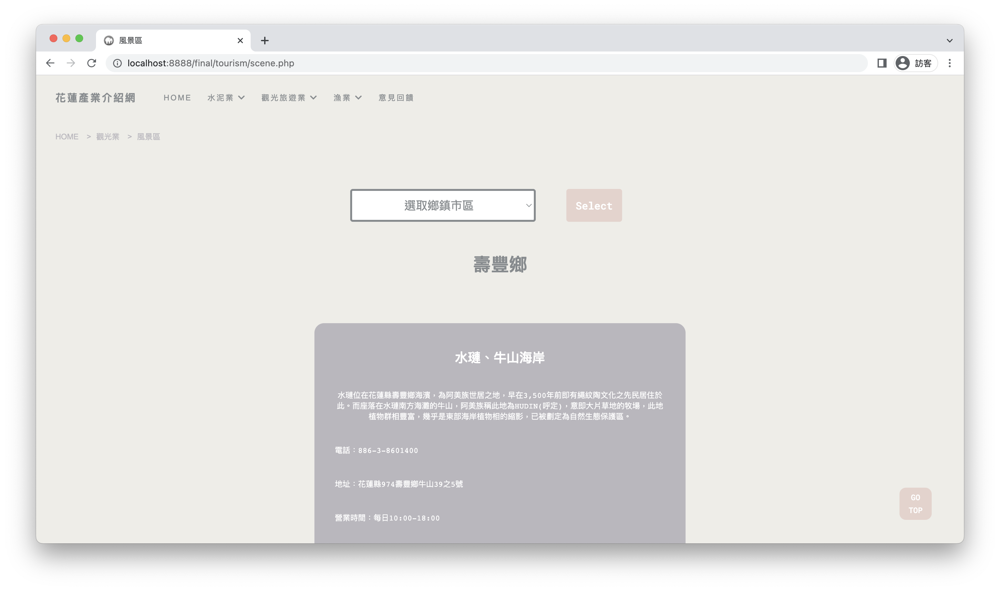 風景區
localhost:8888/final/tourism/scene.php
訪客
花蓮產業介紹網 HOME 水泥業 觀光旅遊業 漁業 意見回饋
HOME > 觀光業 > 風景區
選取鄉鎮市區 Select
壽豐鄉
水璉、牛山海岸
水璉位在花蓮縣壽豐鄉海濱，為阿美族世居之地，早在3,500年前即有繩紋陶文化之先民居住於
此。而座落在水璉南方海灘的牛山，阿美族稱此地為HUDIN(呼定)，意即大片草地的牧場，此地
植物群相豐富，幾乎是東部海岸植物相的縮影，已被劃定為自然生態保護區。
電話：886-3-8601400
地址：花蓮縣974壽豐鄉牛山39之5號
營業時間：每日10:00-18:00
GO
TOP